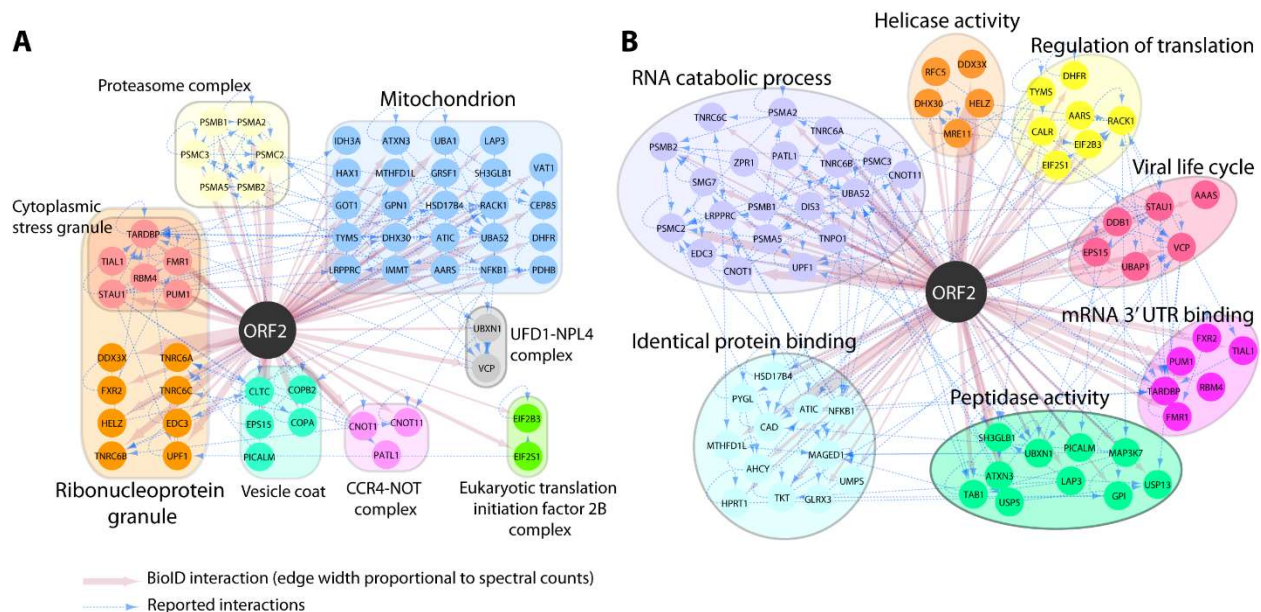 A
Proteasome complex
PSMB1 PSMA2
PSMC3 PSMC2
PSMA5 PSMB2
Mitochondrion
IDH3A ATXN3 UBA1 LAP3
HAX1 MTHFD1L GRSF1 SH3GLB1 VAT1
GOT1 GPN1 HSD17B4 RACK1 CEP85
TYMS DHX30 ATIC UBA52 DHFR
LRPPRC IMMT AARS NFKB1 PDHB
Cytoplasmic
stress granule
TARDBP
TIAL1 FMR1
RBM4
STAU1 PUM1
ORF2
UBXN1
VCP
UFD1-NPL4
complex
DDX3X TNRC6A
FXR2 TNRC6C
HELZ EDC3
TNRC6B UPF1
Ribonucleoprotein
granule
CLTC COPB2
EPS15 COPA
PICALM
Vesicle coat
CNOT1 CNOT11
PATL1
CCR4-NOT
complex
EIF2B3
EIF2S1
Eukaryotic translation
initiation factor 2B
complex
BioID interaction (edge width proportional to spectral counts)
Reported interactions
B
RNA catabolic process
TNRC6C PSMA2
TNRC6A
PSMB2 ZPR1 PATL1 TNRC6B PSMC3
CNOT11
SMG7 UBA52
PSMB1 DIS3
LRPPRC
PSMC2 PSMA5 TNPO1
EDC3
CNOT1 UPF1
Helicase activity
RFC5 DDX3X
DHX30 HELZ
MRE11
Regulation of translation
DHFR
TYMS
AARS RACK1
CALR
EIF2B3
EIF2S1
Viral life cycle
STAU1 AAAS
DDB1
EPS15 VCP
UBAP1
ORF2
mRNA 3' UTR binding
FXR2
PUM1 TIAL1
TARDBP RBM4
FMR1
Identical protein binding
HSD17B4
PYGL ATIC NFKB1
CAD
MTHFD1L MAGED1
AHCY UMPS
HPRT1 TKT GLRX3
Peptidase activity
SH3GLB1
UBXN1 PICALM MAP3K7
ATXN3
LAP3 USP13
TAB1 USP5 GPI